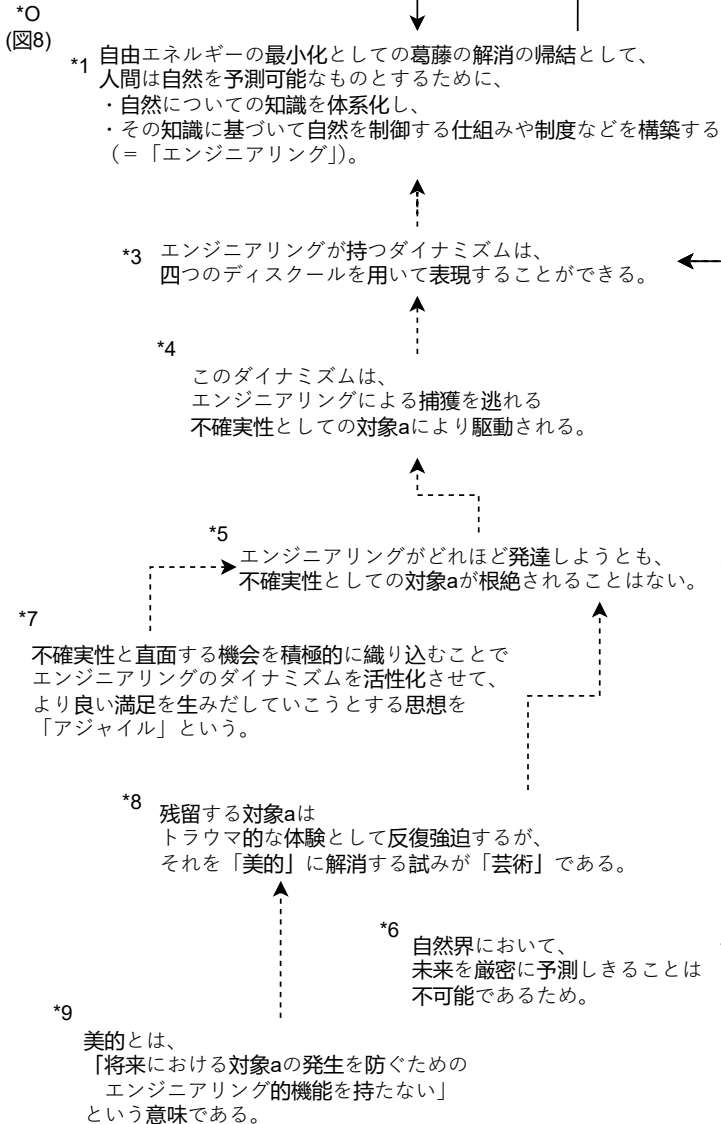 *O
(図8)
*1
自由エネルギーの最小化としての葛藤の解消の帰結として、
人間は自然を予測可能なものとするために、
・自然についての知識を体系化し、
・その知識に基づいて自然を制御する仕組みや制度などを構築する
(=「エンジニアリング」)。
*3
エンジニアリングが持つダイナミズムは、
四つのディスクールを用いて表現することができる。
*4
このダイナミズムは、
エンジニアリングによる捕獲を逃れる
不確実性としての対象aにより駆動される。
*5
エンジニアリングがどれほど発達しようとも、
不確実性としての対象aが根絶されることはない。
*7
不確実性と直面する機会を積極的に織り込むことで
エンジニアリングのダイナミズムを活性化させて、
より良い満足を生みだしていこうとする思想を
「アジャイル」という。
*8
残留する対象aは
トラウマ的な体験として反復強迫するが、
それを「美的」に解消する試みが「芸術」である。
*6
自然界において、
未来を厳密に予測しきることは
不可能であるため。
*9
美的とは、
「将来における対象aの発生を防ぐための
エンジニアリング的機能を持たない」
という意味である。